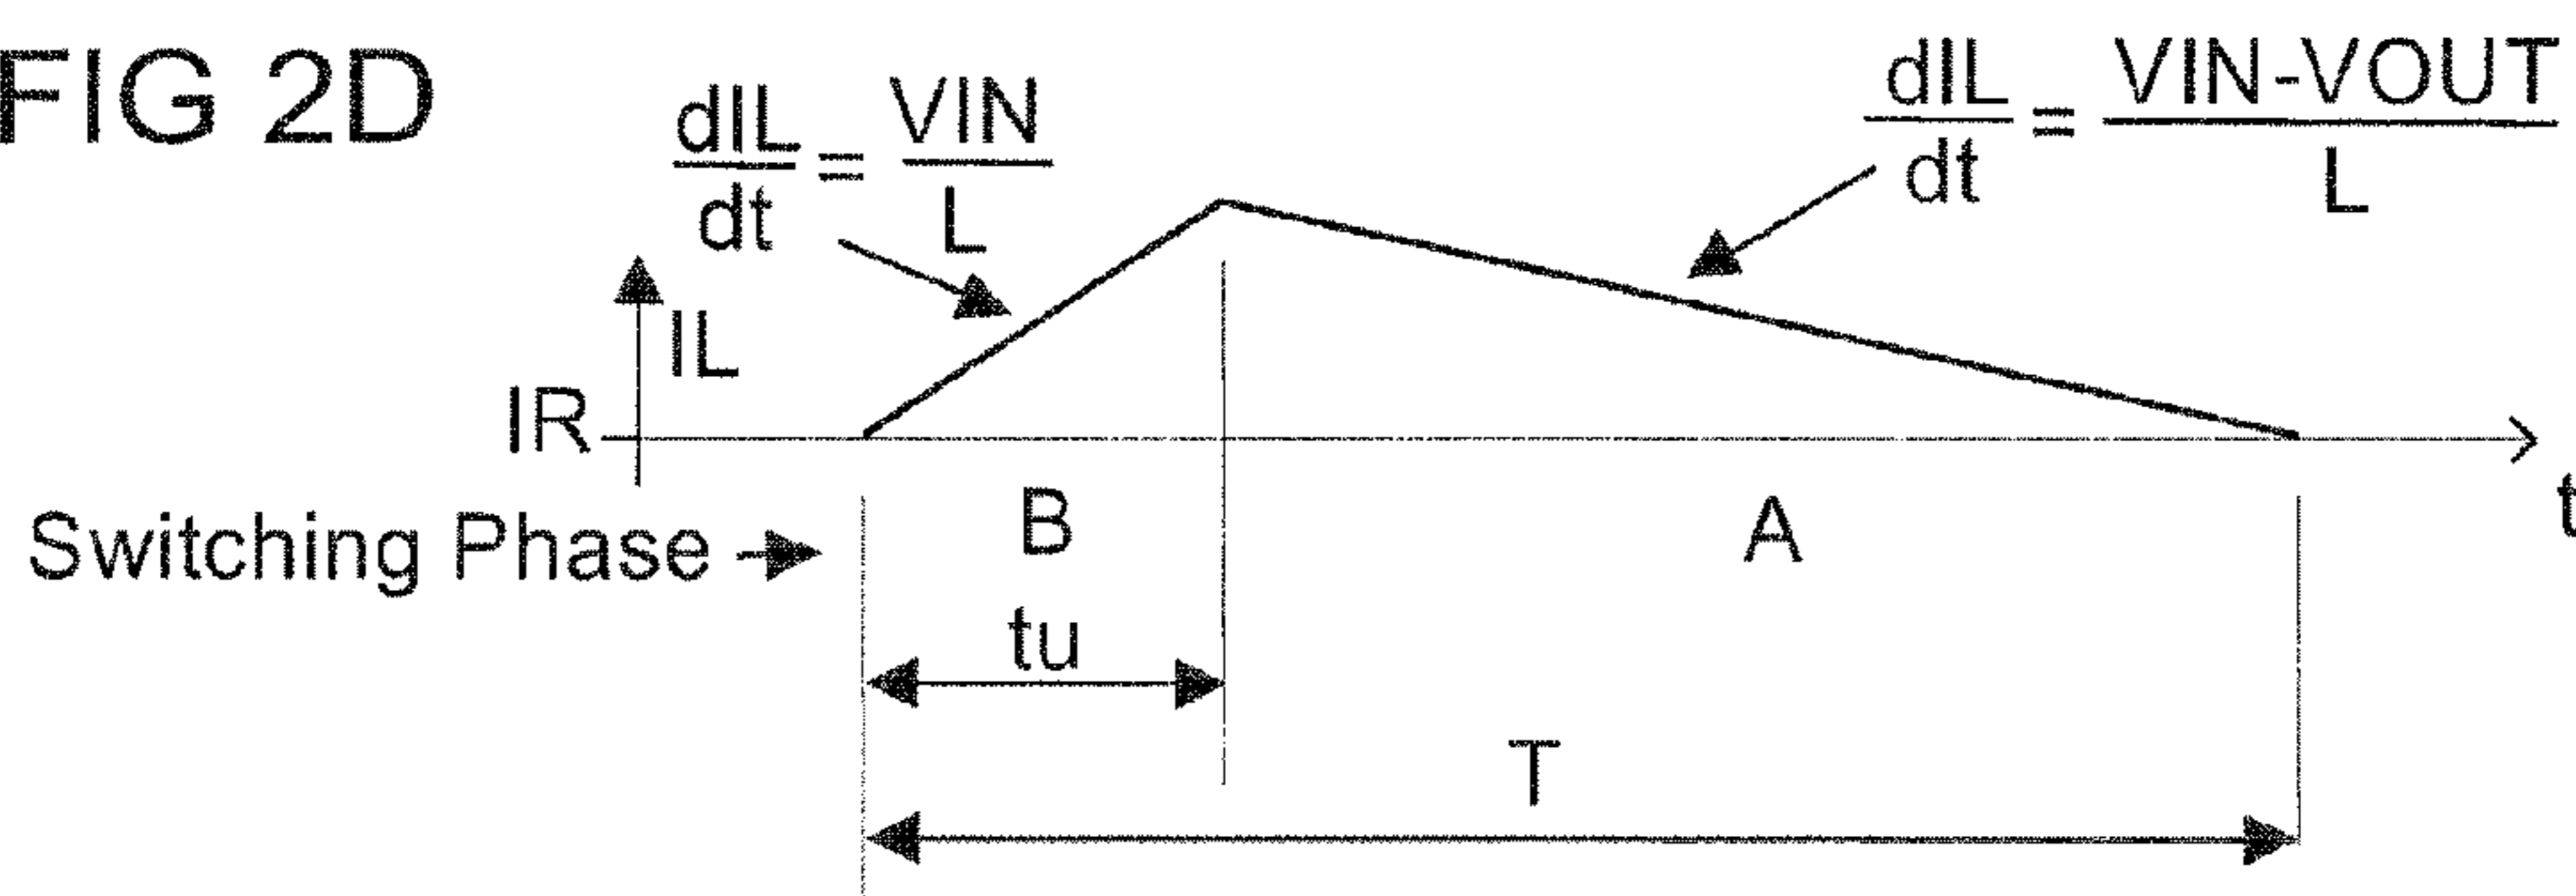 FIG 2D
dIL/dt = VIN/L
dIL/dt = VIN-VOUT/L
IL
IR
t
Switching Phase
B
A
tu
T